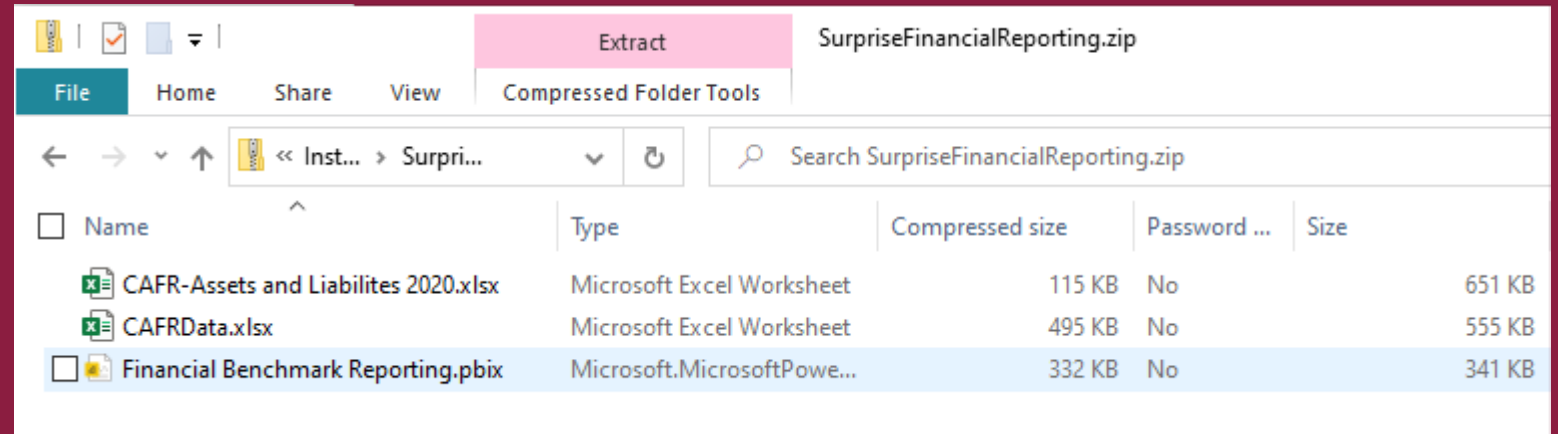 Extract SurpriseFinancialReporting.zip
File Home Share View Compressed Folder Tools
« Inst... > Surpri... Search SurpriseFinancialReporting.zip
Name Type Compressed size Password ... Size
CAFR-Assets and Liabilites 2020.xlsx Microsoft Excel Worksheet 115 KB No 651 KB
CAFRData.xlsx Microsoft Excel Worksheet 495 KB No 555 KB
Financial Benchmark Reporting.pbix Microsoft.MicrosoftPowe... 332 KB No 341 KB